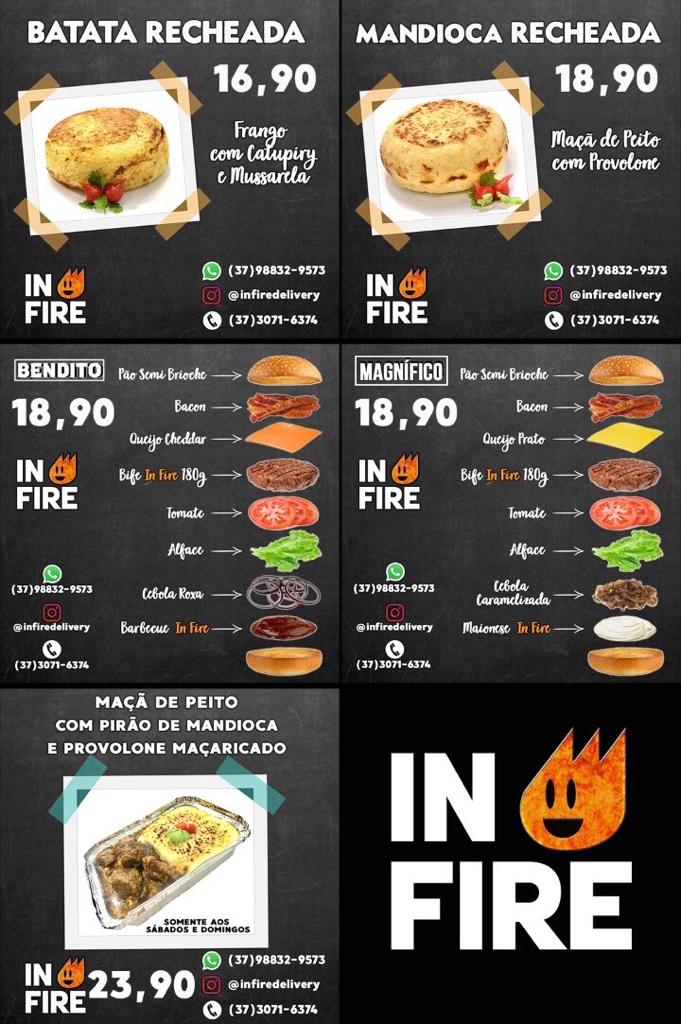 BATATA RECHEADA
16,90
Frango
com Catupiry
e Mussarela
IN
FIRE
(37)98832-9573
@infiredelivery
(37)3071-6374
MANDIOCA RECHEADA
18,90
Maçã de Peito
com Provolone
IN
FIRE
(37)98832-9573
@infiredelivery
(37)3071-6374
BENDITO
18,90
IN
FIRE
(37)98832-9573
@infiredelivery
(37)3071-6374
Pão Semi Brioche
Bacon
Queijo Cheddar
Bife In Fire 180g
Tomate
Alface
Cebola Roxa
Barbecue In Fire
MAGNÍFICO
18,90
IN
FIRE
(37)98832-9573
@infiredelivery
(37)3071-6374
Pão Semi Brioche
Bacon
Queijo Prato
Bife In Fire 180g
Tomate
Alface
Cebola
Caramelizada
Maionese In Fire
MAÇÃ DE PEITO
COM PIRÃO DE MANDIOCA
E PROVOLONE MAÇARICADO
SOMENTE AOS
SÁBADOS E DOMINGOS
IN
FIRE
23,90
(37)98832-9573
@infiredelivery
(37)3071-6374
IN
FIRE